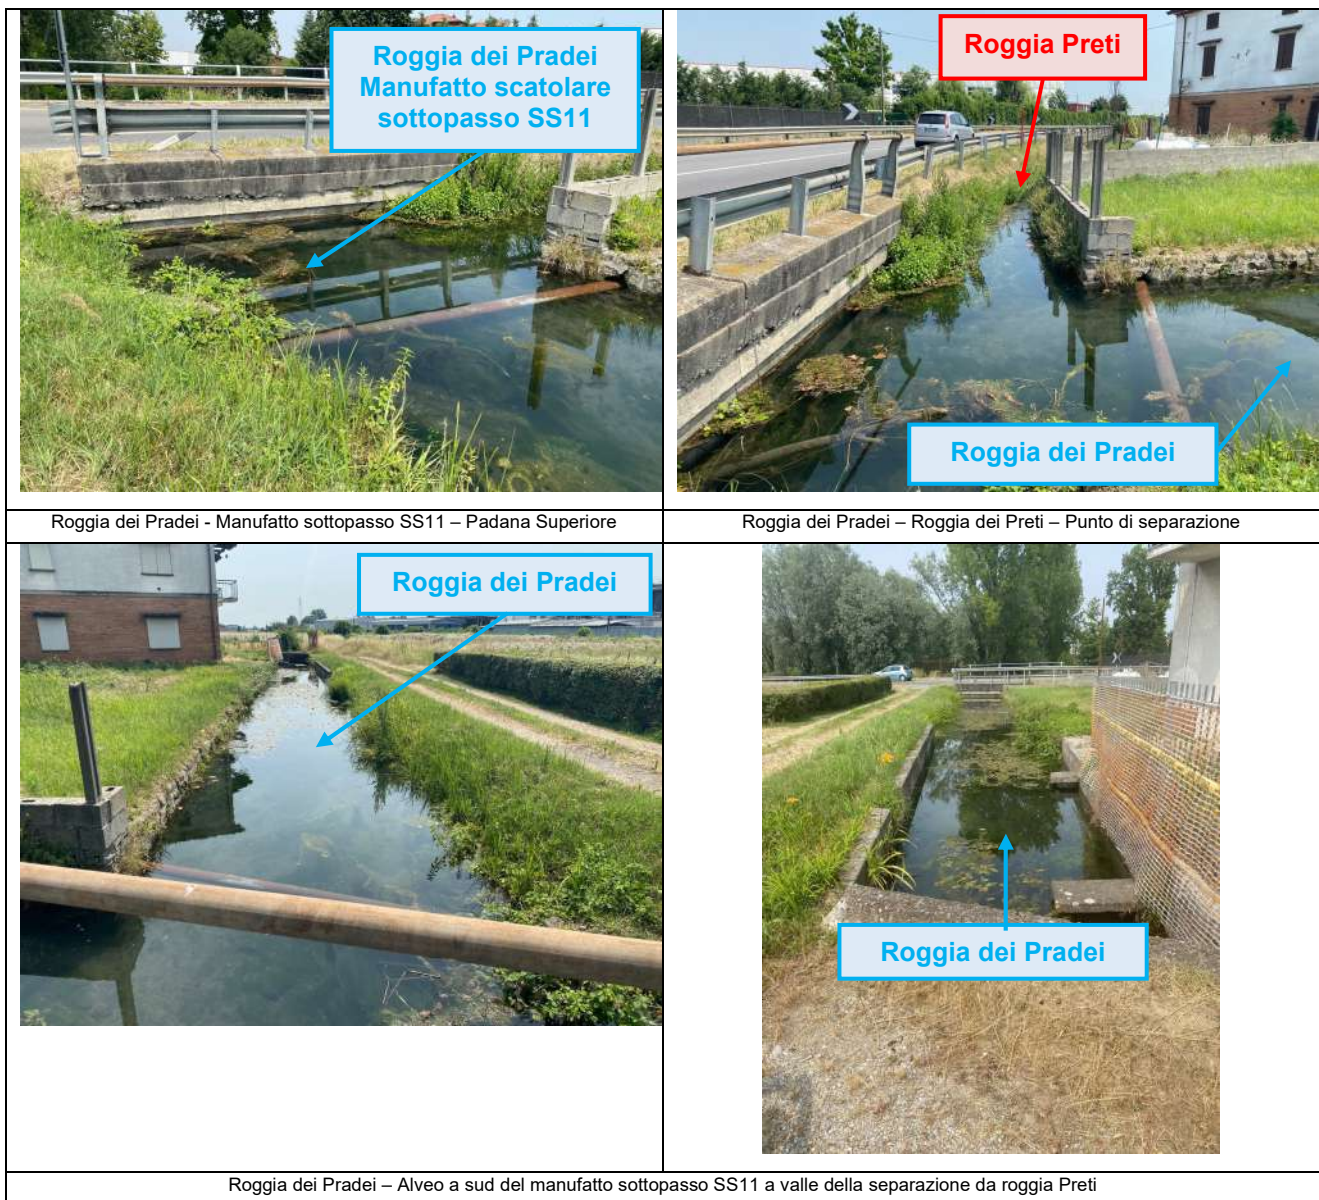 Roggia dei Pradei
Manufatto scatolare
sottopasso SS11
Roggia Preti
Roggia dei Pradei
Roggia dei Pradei - Manufatto sottopasso SS11 – Padana Superiore
Roggia dei Pradei – Roggia dei Preti – Punto di separazione
Roggia dei Pradei
Roggia dei Pradei
Roggia dei Pradei – Alveo a sud del manufatto sottopasso SS11 a valle della separazione da roggia Preti